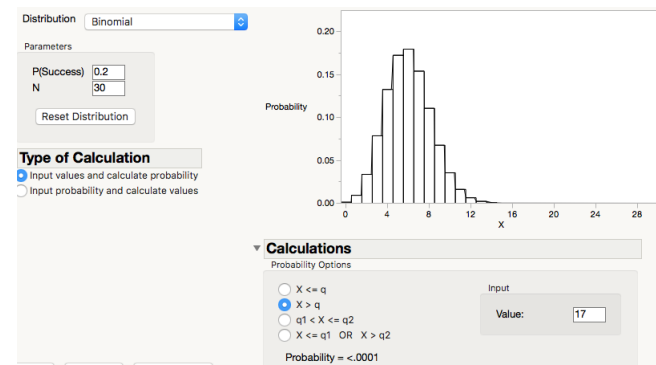 Distribution Binomial
Parameters
P(Success) 0.2
N 30
Reset Distribution
Type of Calculation
Input values and calculate probability
Input probability and calculate values
0.20
0.15
Probability
0.10
0.05
0.00
0 4 8 12 16 20 24 28
X
Calculations
Probability Options
X <= q
X > q
q1 < X <= q2
X <= q1 OR X > q2
Input
Value: 17
Probability = <.0001